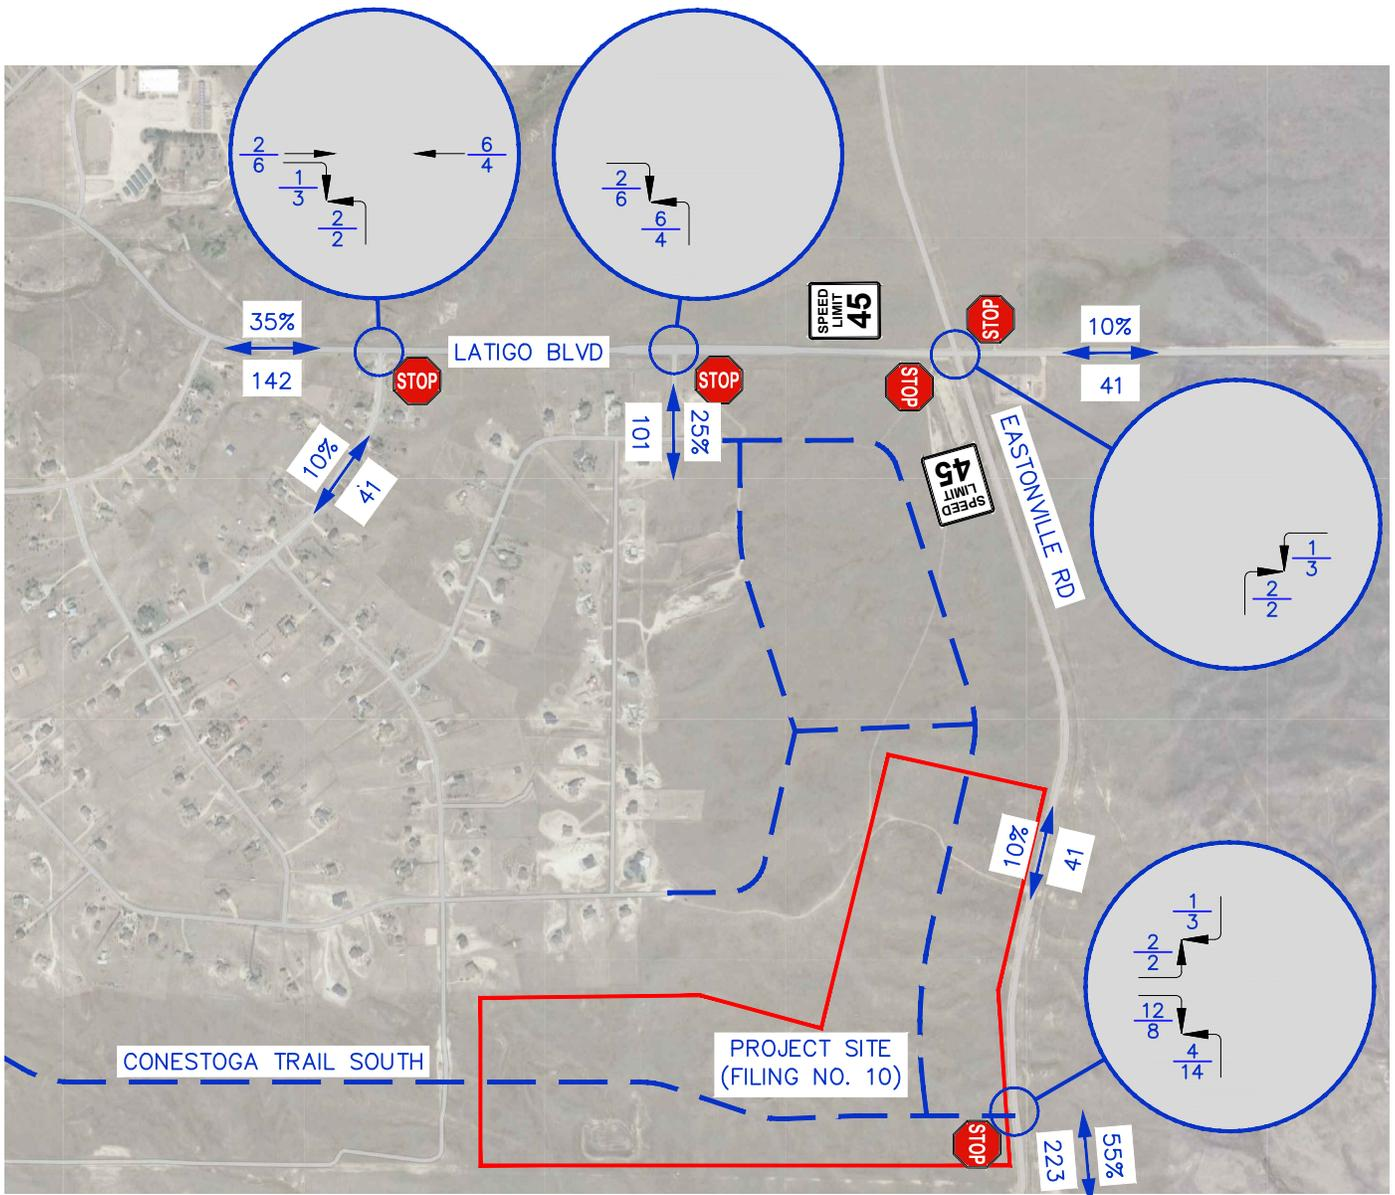 2
6
1
3
2
2
6
4
2
6
6
4
SPEED
LIMIT
45
STOP
35%
142
LATIGO BLVD
STOP
STOP
STOP
10%
41
10%
41
101
25%
SPEED
LIMIT
45
EASTONVILLE RD
1
3
2
2
10%
41
1
3
2
2
12
8
4
14
CONESTOGA TRAIL SOUTH
PROJECT SITE
(FILING NO. 10)
STOP
223
55%